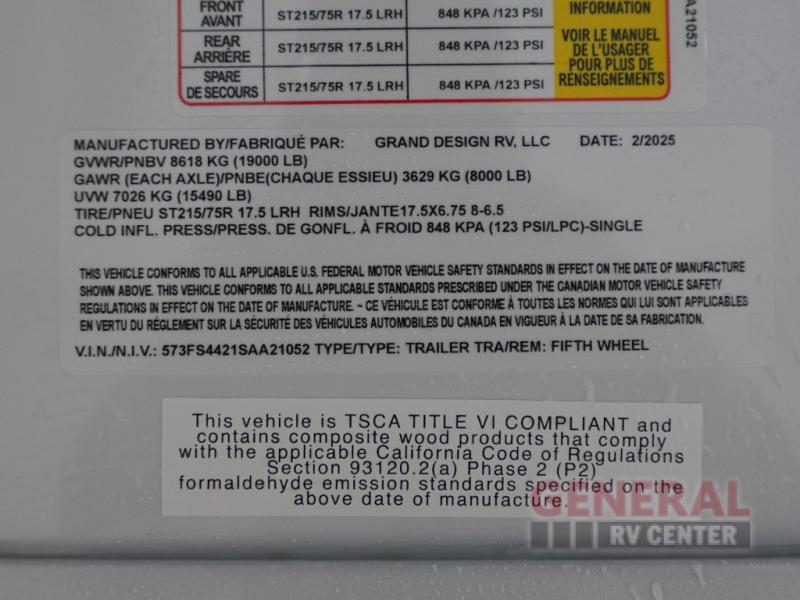 FRONT
AVANT
ST215/75R 17.5 LRH
848 KPA /123 PSI
REAR
ARRIÈRE
ST215/75R 17.5 LRH
848 KPA /123 PSI
SPARE
DE SECOURS
ST215/75R 17.5 LRH
848 KPA /123 PSI
INFORMATION
VOIR LE MANUEL
DE L'USAGER
POUR PLUS DE
RENSEIGNEMENTS
A21052
MANUFACTURED BY/FABRIQUÉ PAR: GRAND DESIGN RV, LLC DATE: 2/2025
GVWR/PNBV 8618 KG (19000 LB)
GAWR (EACH AXLE)/PNBE(CHAQUE ESSIEU) 3629 KG (8000 LB)
UVW 7026 KG (15490 LB)
TIRE/PNEU ST215/75R 17.5 LRH RIMS/JANTE17.5X6.75 8-6.5
COLD INFL. PRESS/PRESS. DE GONFL. À FROID 848 KPA (123 PSI/LPC)-SINGLE
THIS VEHICLE CONFORMS TO ALL APPLICABLE U.S. FEDERAL MOTOR VEHICLE SAFETY STANDARDS IN EFFECT ON THE DATE OF MANUFACTURE
SHOWN ABOVE. THIS VEHICLE CONFORMS TO ALL APPLICABLE STANDARDS PRESCRIBED UNDER THE CANADIAN MOTOR VEHICLE SAFETY
REGULATIONS IN EFFECT ON THE DATE OF MANUFACTURE. ~ CE VÉHICULE EST CONFORME À TOUTES LES NORMES QUI LUI SONT APPLICABLES
EN VERTU DU RÉGLEMENT SUR LA SÉCURITÉ DES VÉHICULES AUTOMOBILES DU CANADA EN VIGUEUR À LA DATE DE SA FABRICATION.
V.I.N./N.I.V.: 573FS4421SAA21052 TYPE/TYPE: TRAILER TRA/REM: FIFTH WHEEL
This vehicle is TSCA TITLE VI COMPLIANT and
contains composite wood products that comply
with the applicable California Code of Regulations
Section 93120.2(a) Phase 2 (P2)
formaldehyde emission standards specified on the
above date of manufacture.
GENERAL
RV CENTER